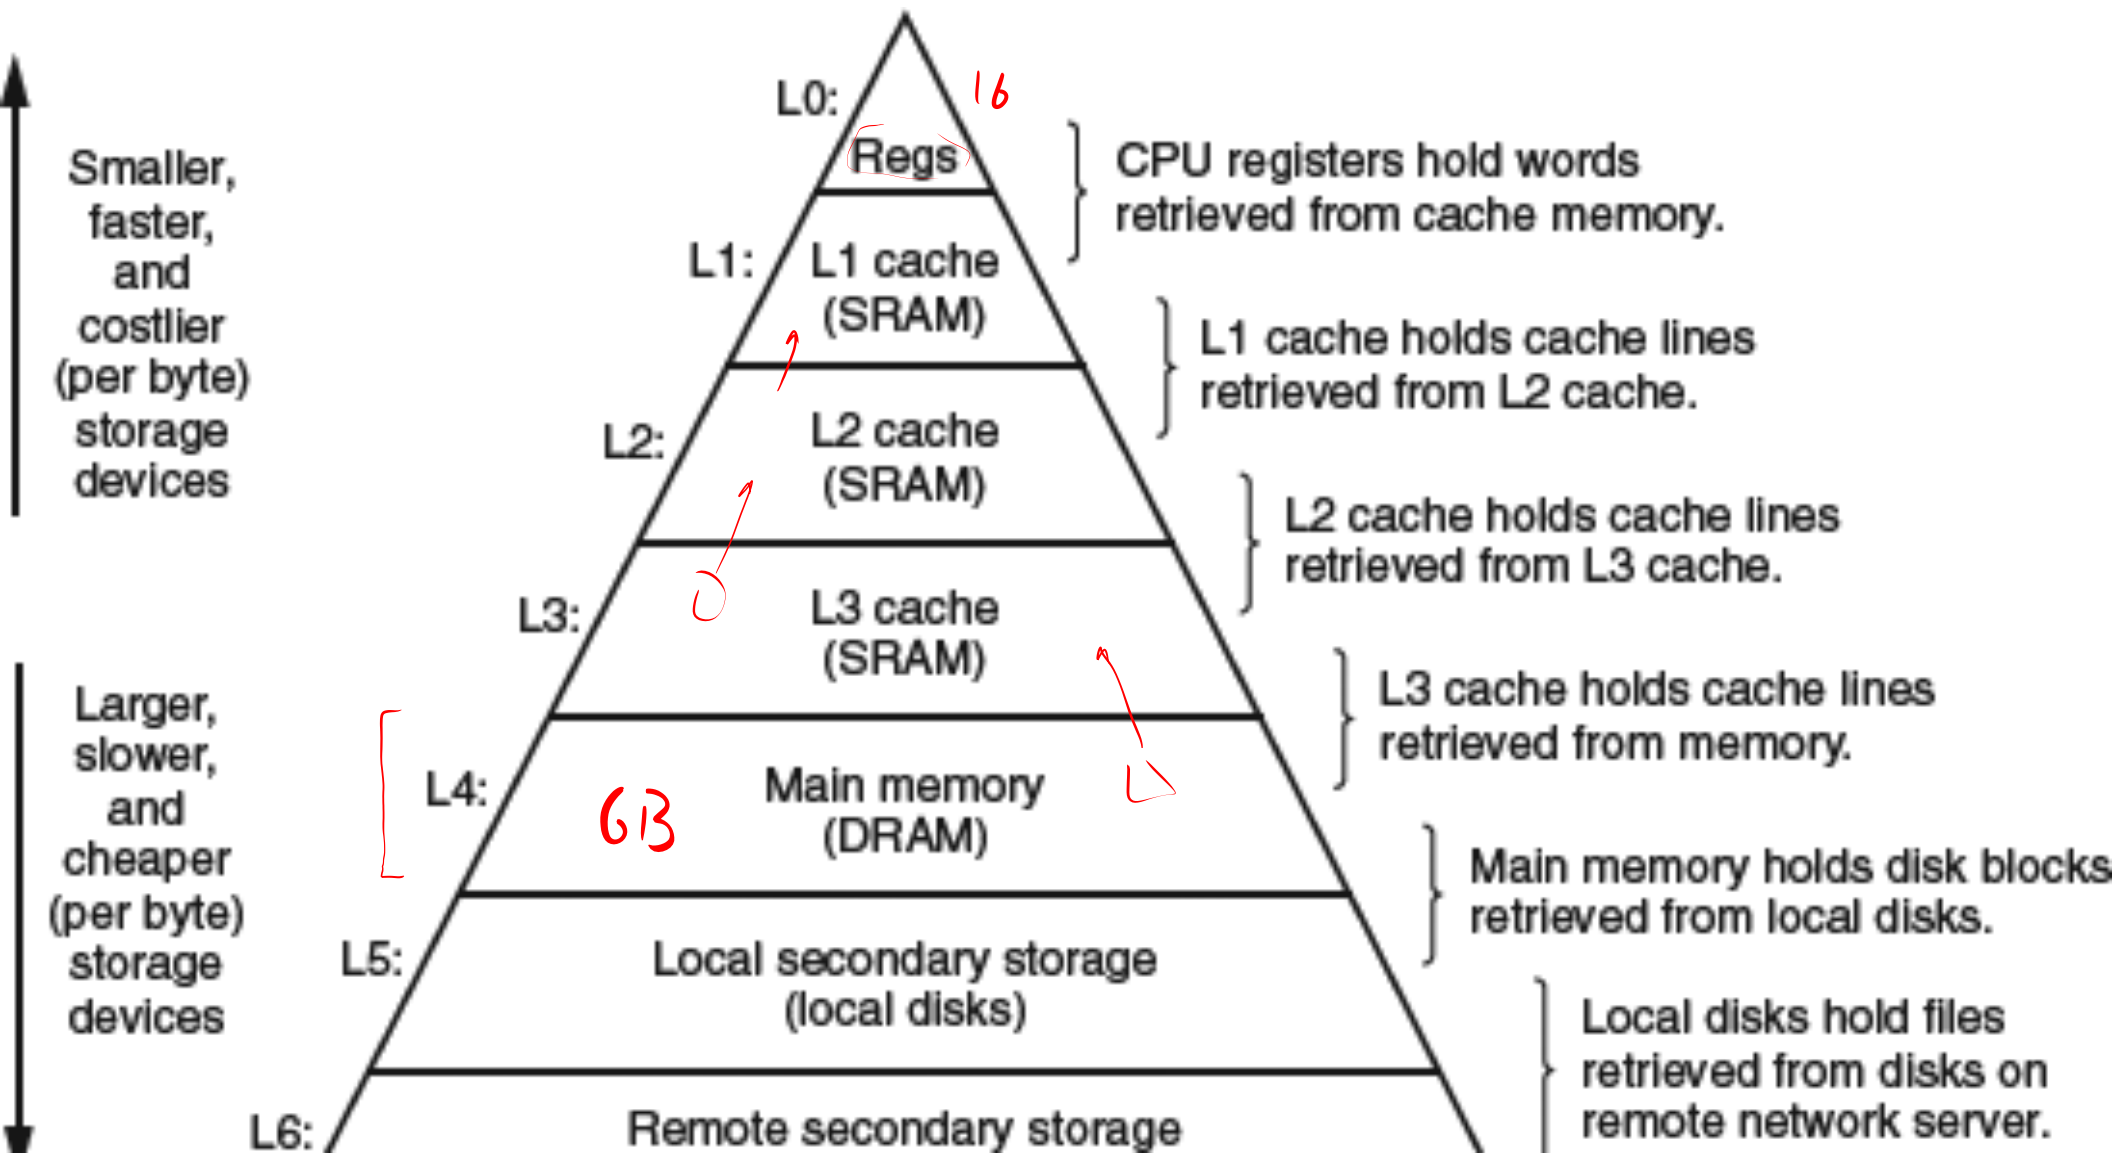 L0:
16
Regs
CPU registers hold words
retrieved from cache memory.
Smaller,
faster,
and
costlier
(per byte)
storage
devices
L1:
L1 cache
(SRAM)
L1 cache holds cache lines
retrieved from L2 cache.
L2:
L2 cache
(SRAM)
L2 cache holds cache lines
retrieved from L3 cache.
L3:
L3 cache
(SRAM)
L3 cache holds cache lines
retrieved from memory.
Larger,
slower,
and
cheaper
(per byte)
storage
devices
L4:
GB
Main memory
(DRAM)
Main memory holds disk blocks
retrieved from local disks.
L5:
Local secondary storage
(local disks)
Local disks hold files
retrieved from disks on
remote network server.
L6:
Remote secondary storage